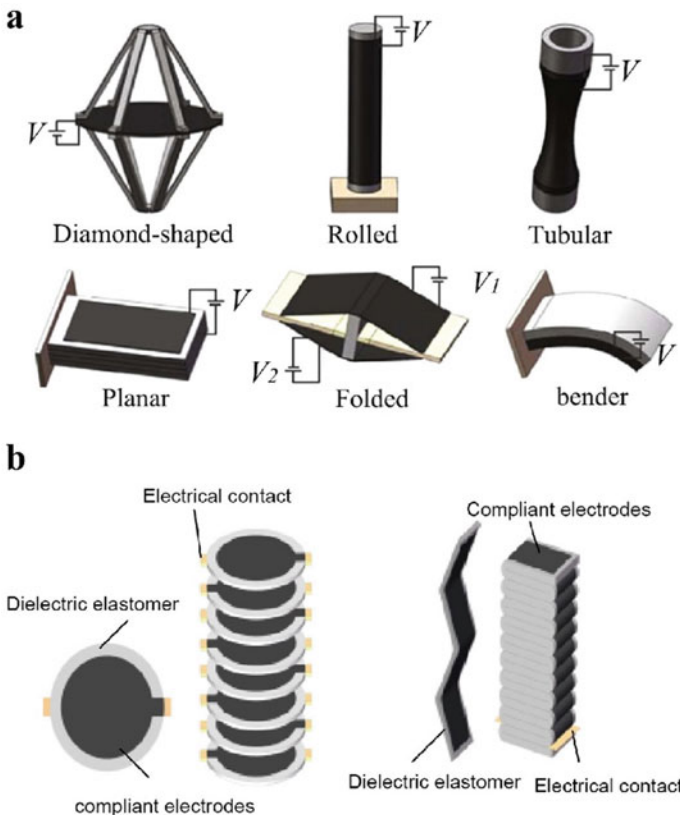 a
V
V
V
Diamond-shaped
Rolled
Tubular
V
V1
V
V2
Planar
Folded
bender
b
Electrical contact
Compliant electrodes
Dielectric elastomer
Dielectric elastomer
Electrical contact
compliant electrodes